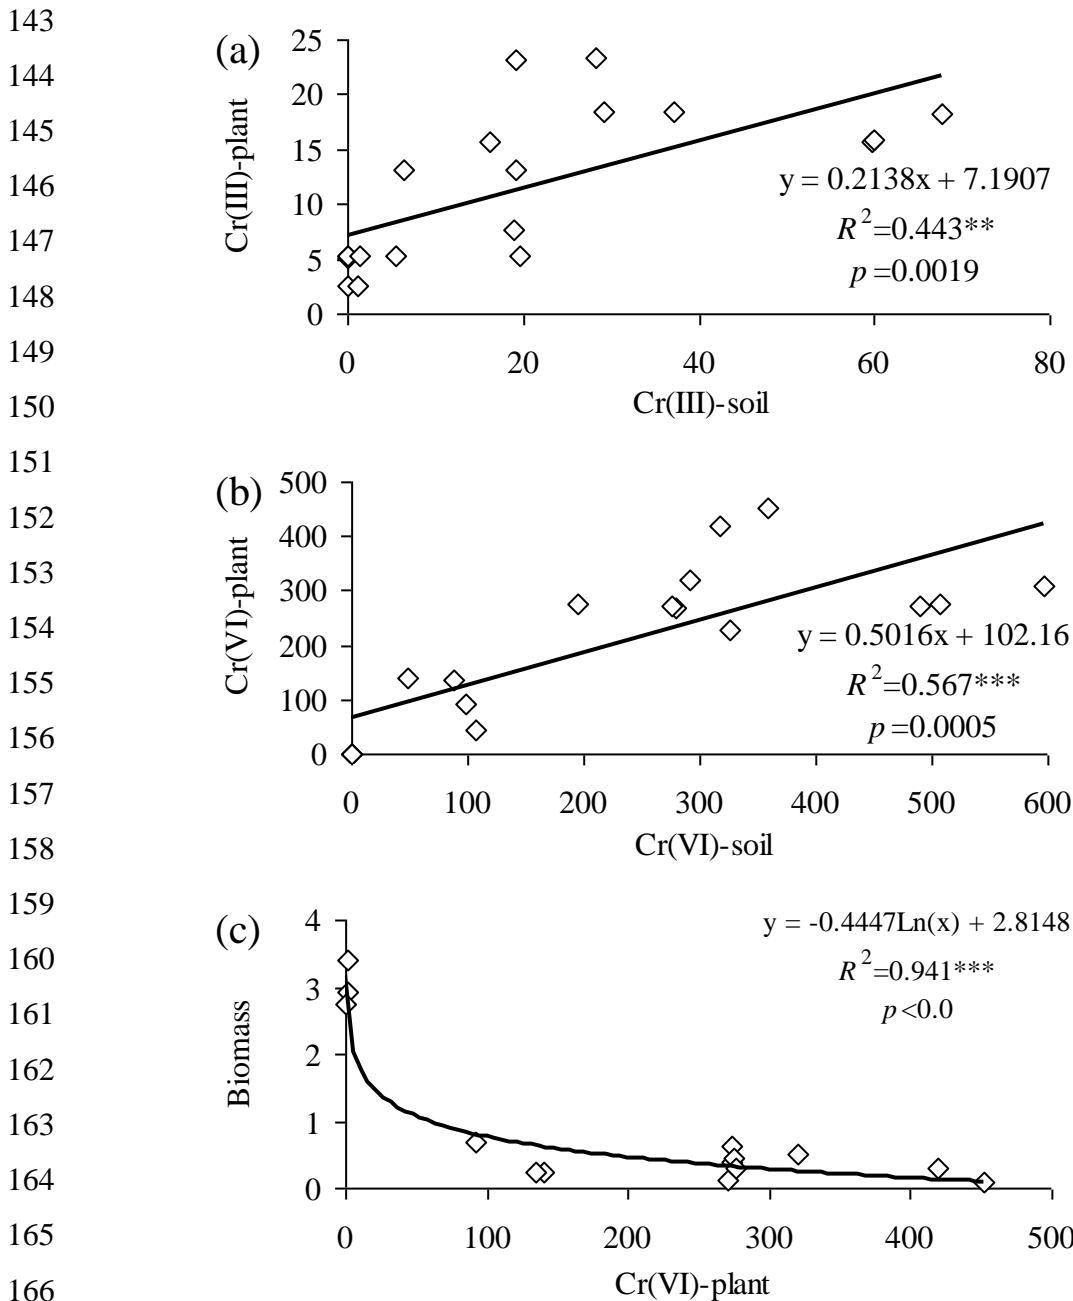 143
144
145
146
147
148
149
150
151
152
153
154
155
156
157
158
159
160
161
162
163
164
165
166
(a)
25
20
15
10
5
0
Cr(III)-plant
y = 0.2138x + 7.1907
R²=0.443**
p =0.0019
0 20 40 60 80
Cr(III)-soil
(b)
500
400
300
200
100
0
Cr(VI)-plant
y = 0.5016x + 102.16
R²=0.567***
p =0.0005
0 100 200 300 400 500 600
Cr(VI)-soil
(c)
4
3
2
1
0
Biomass
y = -0.4447Ln(x) + 2.8148
R²=0.941***
p<0.0
0 100 200 300 400 500
Cr(VI)-plant